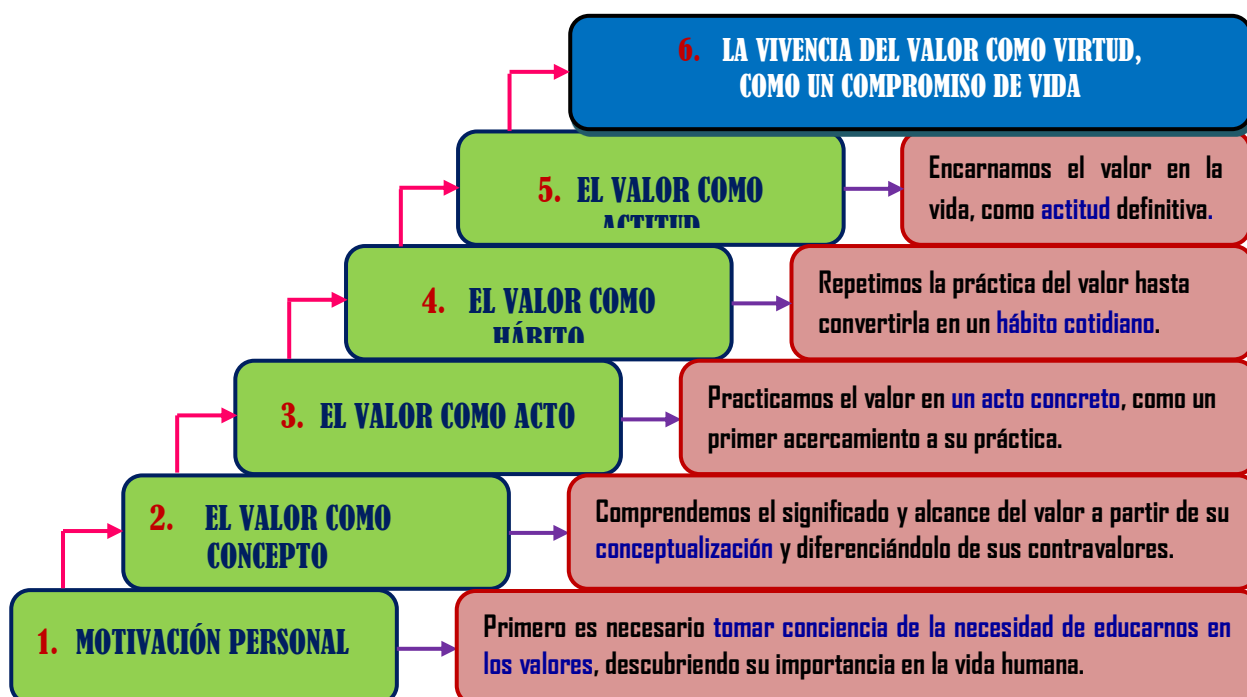 6. LA VIVENCIA DEL VALOR COMO VIRTUD,
COMO UN COMPROMISO DE VIDA
5. EL VALOR COMO
ACTITUD
Encarnamos el valor en la
vida, como actitud definitiva.
4. EL VALOR COMO
HÁBITO
Repetimos la práctica del valor hasta
convertirla en un hábito cotidiano.
3. EL VALOR COMO ACTO
Practicamos el valor en un acto concreto, como un
primer acercamiento a su práctica.
2. EL VALOR COMO
CONCEPTO
Comprendemos el significado y alcance del valor a partir de su
conceptualización y diferenciándolo de sus contravalores.
1. MOTIVACIÓN PERSONAL
Primero es necesario tomar conciencia de la necesidad de educarnos en
los valores, descubriendo su importancia en la vida humana.